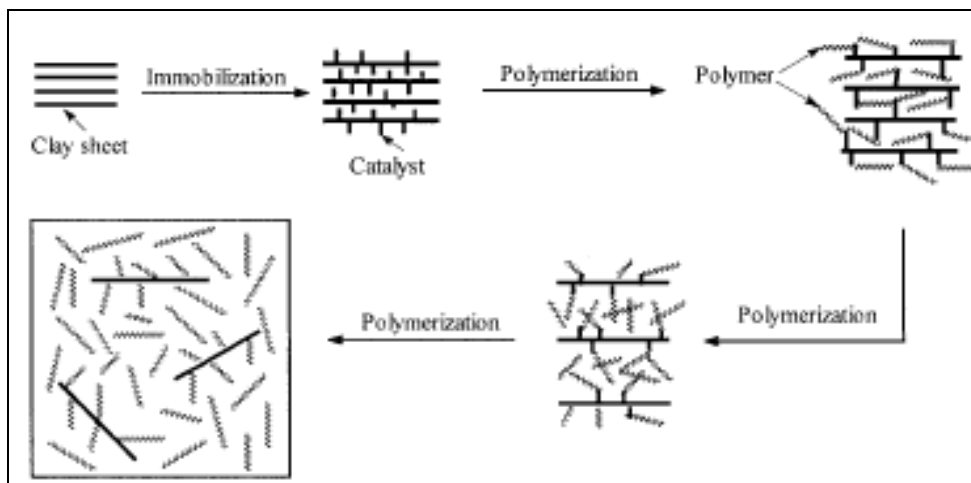 Immobilization
Polymerization
Polymer
Clay sheet
Catalyst
Polymerization
Polymerization